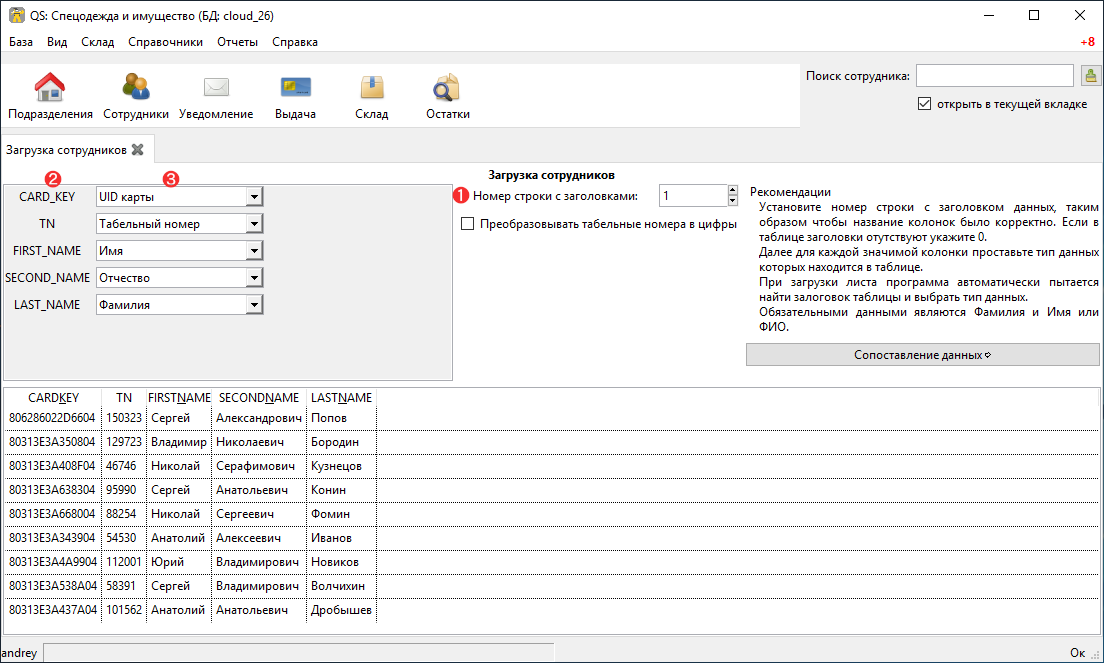 QS: Спецодежда и имущество (БД: cloud_26)
База Вид Склад Справочники Отчеты Справка +8
Подразделения Сотрудники Уведомление Выдача Склад Остатки
Поиск сотрудника:
открыть в текущей вкладке
Загрузка сотрудников
Загрузка сотрудников
2 3
CARD_KEY UID карты
TN Табельный номер
FIRST_NAME Имя
SECOND_NAME Отчество
LAST_NAME Фамилия
1 Номер строки с заголовками: 1
Преобразовывать табельные номера в цифры
Рекомендации
Установите номер строки с заголовком данных, таким
образом чтобы название колонок было корректно. Если в
таблице заголовки отутствуют укажите 0.
Далее для каждой значимой колонки проставьте тип данных
которых находится в таблице.
При загрузки листа программа автоматически пытается
найти залоговок таблицы и выбрать тип данных.
Обязательными данными являются Фамилия и Имя или
ФИО.
Сопоставление данных
CARDKEY TN FIRSTNAME SECONDNAME LASTNAME
806286022D6604 150323 Сергей Александрович Попов
80313E3A350804 129723 Владимир Николаевич Бородин
80313E3A408F04 46746 Николай Серафимович Кузнецов
80313E3A638304 95990 Сергей Анатольевич Конин
80313E3A668004 88254 Николай Сергеевич Фомин
80313E3A343904 54530 Анатолий Алексеевич Иванов
80313E3A4A9904 112001 Юрий Владимирович Новиков
80313E3A538A04 58391 Сергей Владимирович Волчихин
80313E3A437A04 101562 Анатолий Анатольевич Дробышев
andrey Ок